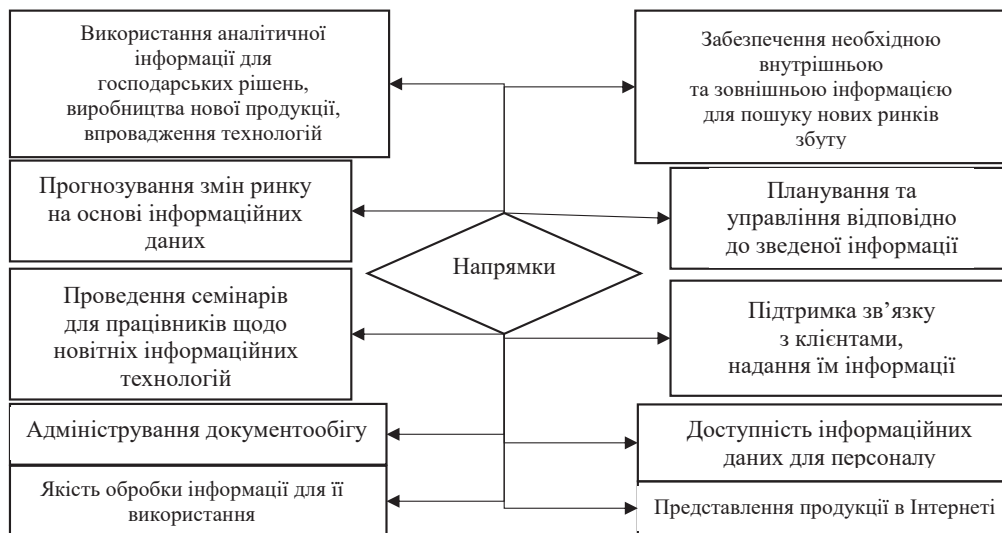 Використання аналітичної
інформації для
господарських рішень,
виробництва нової продукції,
впровадження технологій
Забезпечення необхідною
внутрішньою
та зовнішньою інформацією
для пошуку нових ринків
збуту
Прогнозування змін ринку
на основі інформаційних
даних
Планування та
управління відповідно
до зведеної інформації
Напрямки
Проведення семінарів
для працівників щодо
новітніх інформаційних
технологій
Підтримка зв’язку
з клієнтами,
надання їм інформації
Адміністрування документообігу
Доступність інформаційних
даних для персоналу
Якість обробки інформації для її
використання
Представлення продукції в Інтернеті